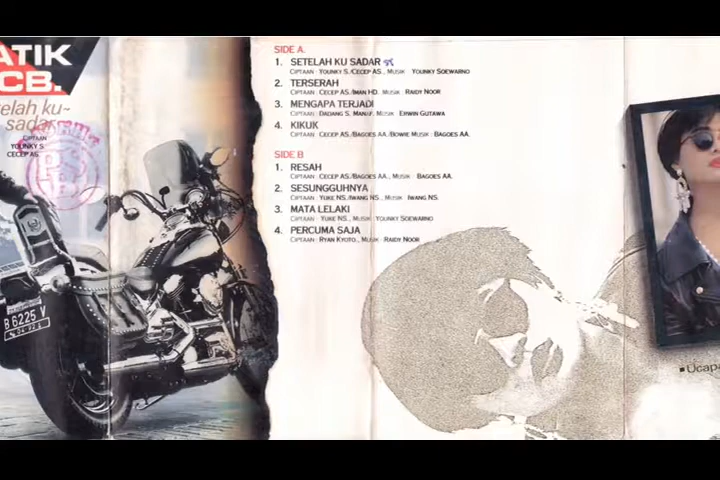 ATIK
CB.
telah ku~
sadar
CIPTAAN
YOUNKY S.
CECEP AS.
B 6225 V
SIDE A.
1. SETELAH KU SADAR
CIPTAAN : YOUNKY S./CECEP AS., MUSIK : YOUNKY SOEWARNO
2. TERSERAH
CIPTAAN : CECEP AS./IMAN HD. MUSIK : RAIDY NOOR
3. MENGAPA TERJADI
CIPTAAN : DADANG S. MANAF. MUSIK : ERWIN GUTAWA
4. KIKUK
CIPTAAN : CECEP AS./BAGOES AA./BOWIE MUSIK : BAGOES AA.
SIDE B
1. RESAH
CIPTAAN : CECEP AS./BAGOES AA., MUSIK : BAGOES AA.
2. SESUNGGUHNYA
CIPTAAN : YUKE NS./IWANG NS., MUSIK : IWANG NS.
3. MATA LELAKI
CIPTAAN : YUKE NS., MUSIK : YOUNKY SOEWARNO
4. PERCUMA SAJA
CIPTAAN : RYAN KYOTO., MUSIK : RAIDY NOOR
▪ Ucapa